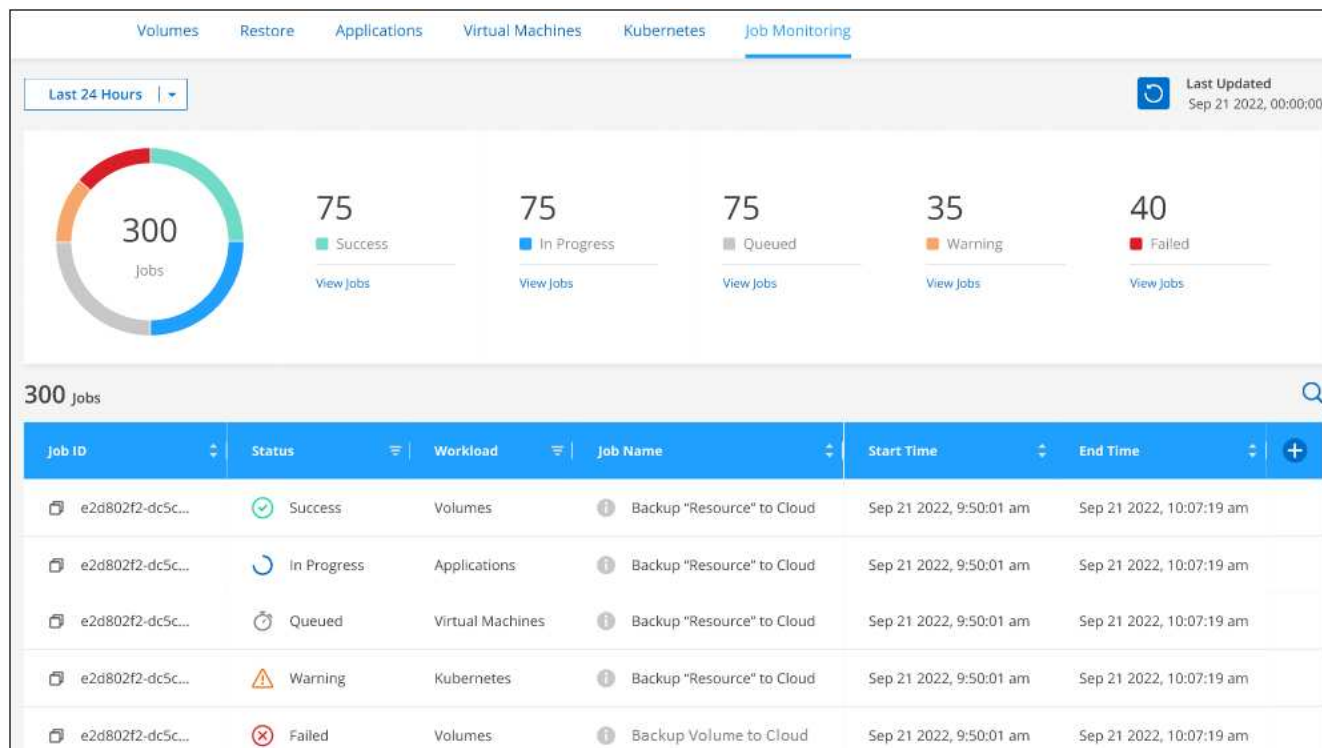 Volumes Restore Applications Virtual Machines Kubernetes Job Monitoring
Last 24 Hours
Last Updated
Sep 21 2022, 00:00:00
300
Jobs
75 75 75 35 40
Success In Progress Queued Warning Failed
View Jobs View Jobs View Jobs View Jobs View Jobs
300 Jobs
Job ID Status Workload Job Name Start Time End Time
e2d802f2-dc5c... Success Volumes Backup “Resource” to Cloud Sep 21 2022, 9:50:01 am Sep 21 2022, 10:07:19 am
e2d802f2-dc5c... In Progress Applications Backup “Resource” to Cloud Sep 21 2022, 9:50:01 am Sep 21 2022, 10:07:19 am
e2d802f2-dc5c... Queued Virtual Machines Backup “Resource” to Cloud Sep 21 2022, 9:50:01 am Sep 21 2022, 10:07:19 am
e2d802f2-dc5c... Warning Kubernetes Backup “Resource” to Cloud Sep 21 2022, 9:50:01 am Sep 21 2022, 10:07:19 am
e2d802f2-dc5c... Failed Volumes Backup Volume to Cloud Sep 21 2022, 9:50:01 am Sep 21 2022, 10:07:19 am